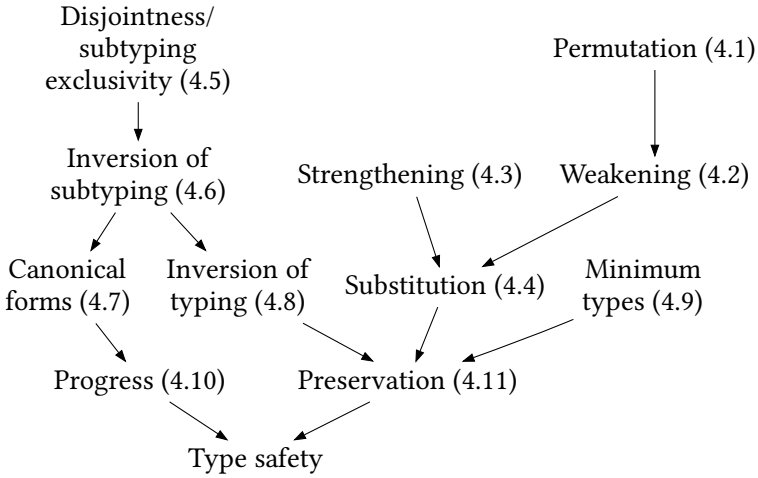 Disjointness/
subtyping
exclusivity (4.5)
Permutation (4.1)
Inversion of
subtyping (4.6)
Strengthening (4.3)
Weakening (4.2)
Canonical
forms (4.7)
Inversion of
typing (4.8)
Substitution (4.4)
Minimum
types (4.9)
Progress (4.10)
Preservation (4.11)
Type safety